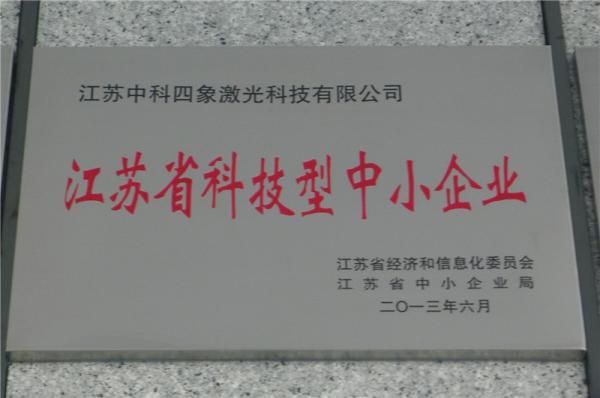 江苏中科四象激光科技有限公司
江苏省科技型中小企业
江苏省经济和信息化委员会
江苏省中小企业局
二〇一三年六月